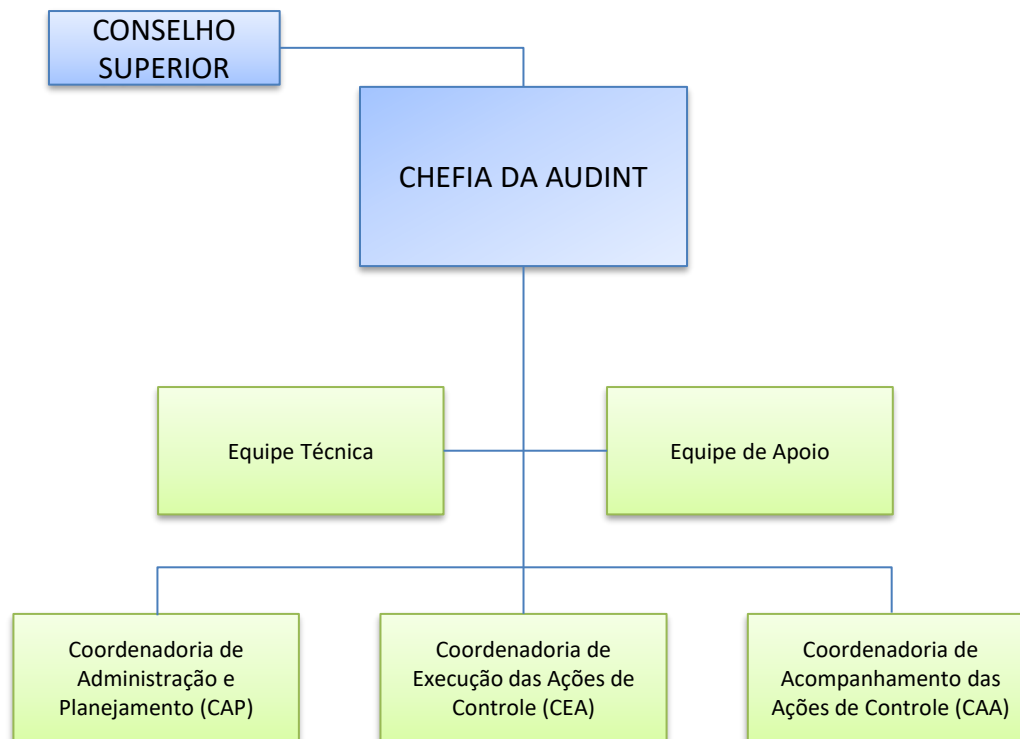 CONSELHO
SUPERIOR
CHEFIA DA AUDINT
Equipe Técnica
Equipe de Apoio
Coordenadoria de
Administração e
Planejamento (CAP)
Coordenadoria de
Execução das Ações de
Controle (CEA)
Coordenadoria de
Acompanhamento das
Ações de Controle (CAA)